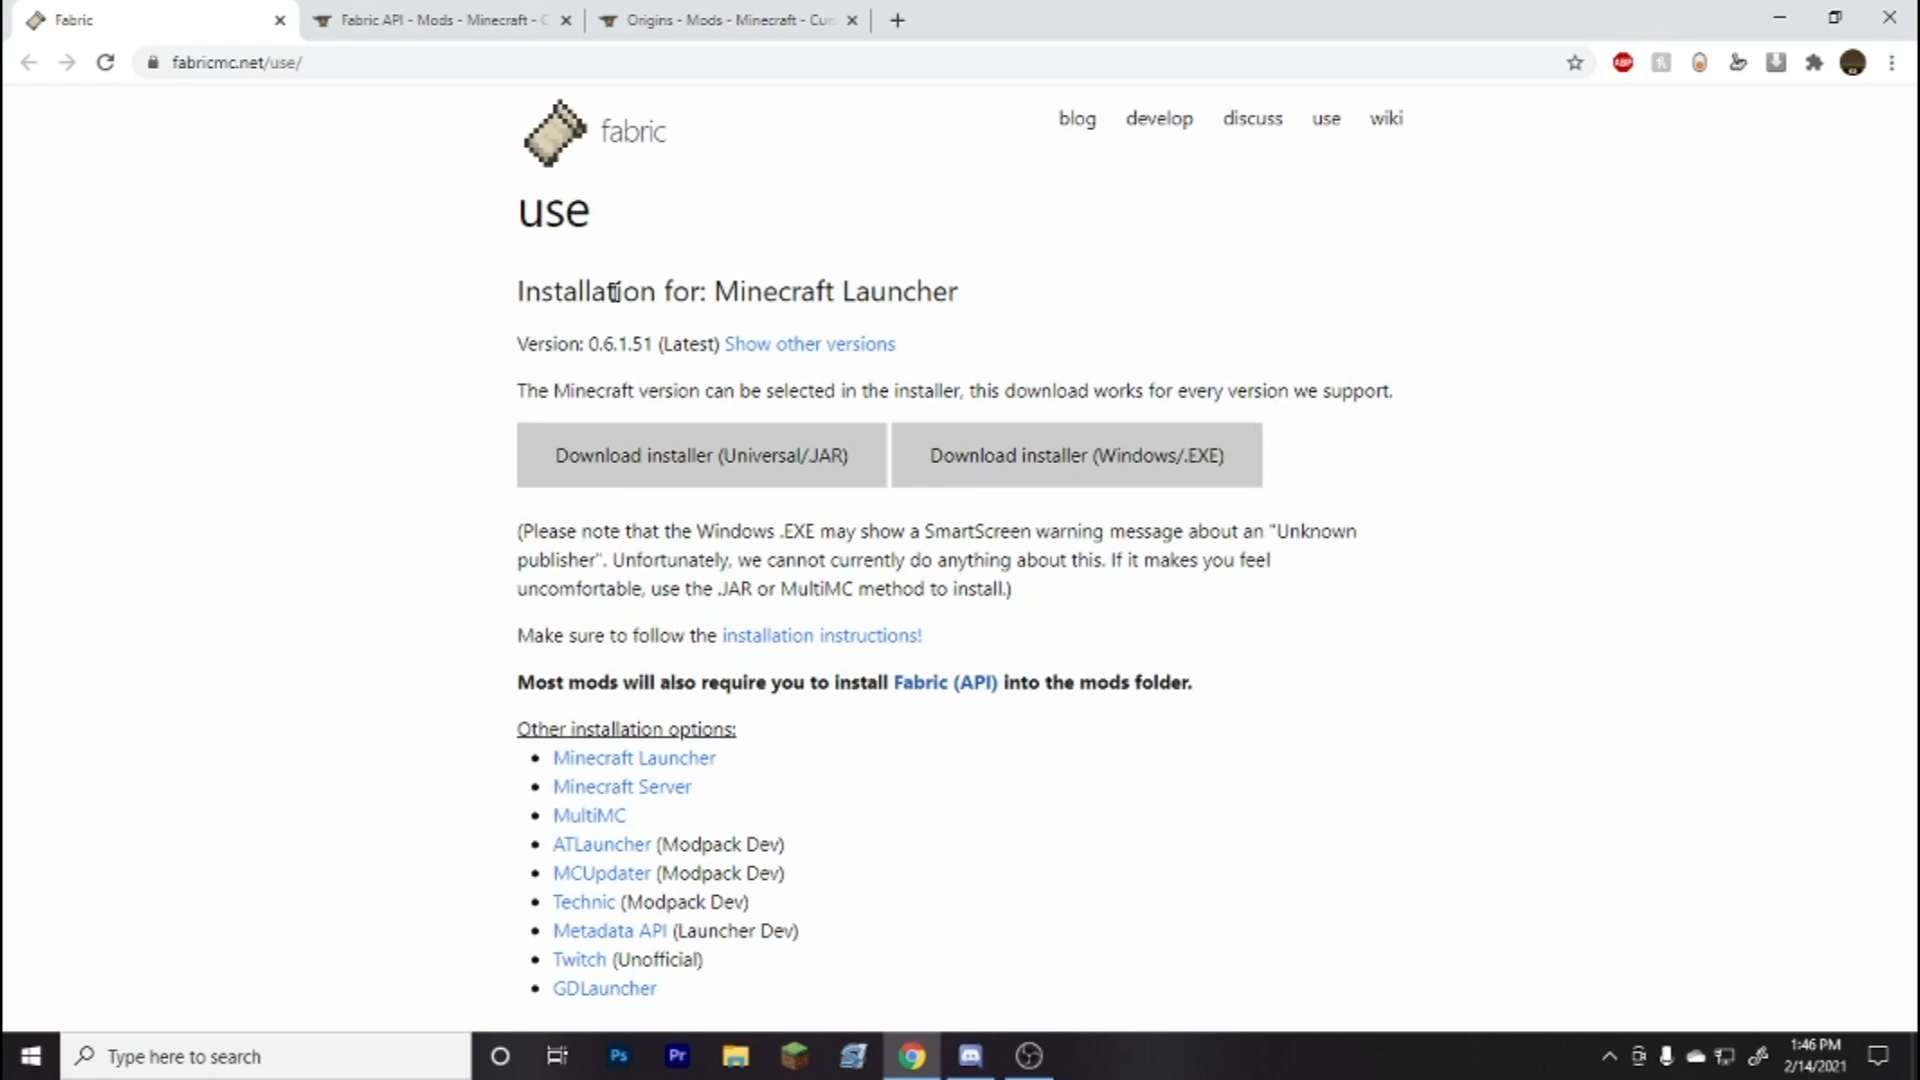 Fabric
Fabric API - Mods - Minecraft - C
Origins - Mods - Minecraft - Cur
fabricmc.net/use/
ABP
fabric
blog develop discuss use wiki
use
Installation for: Minecraft Launcher
Version: 0.6.1.51 (Latest) Show other versions
The Minecraft version can be selected in the installer, this download works for every version we support.
Download installer (Universal/.JAR)
Download installer (Windows/.EXE)
(Please note that the Windows .EXE may show a SmartScreen warning message about an "Unknown
publisher". Unfortunately, we cannot currently do anything about this. If it makes you feel
uncomfortable, use the .JAR or MultiMC method to install.)
Make sure to follow the installation instructions!
Most mods will also require you to install Fabric (API) into the mods folder.
Other installation options:
Minecraft Launcher
Minecraft Server
MultiMC
ATLauncher (Modpack Dev)
MCUpdater (Modpack Dev)
Technic (Modpack Dev)
Metadata API (Launcher Dev)
Twitch (Unofficial)
GDLauncher
Type here to search
Ps
Pr
1:46 PM
2/14/2021